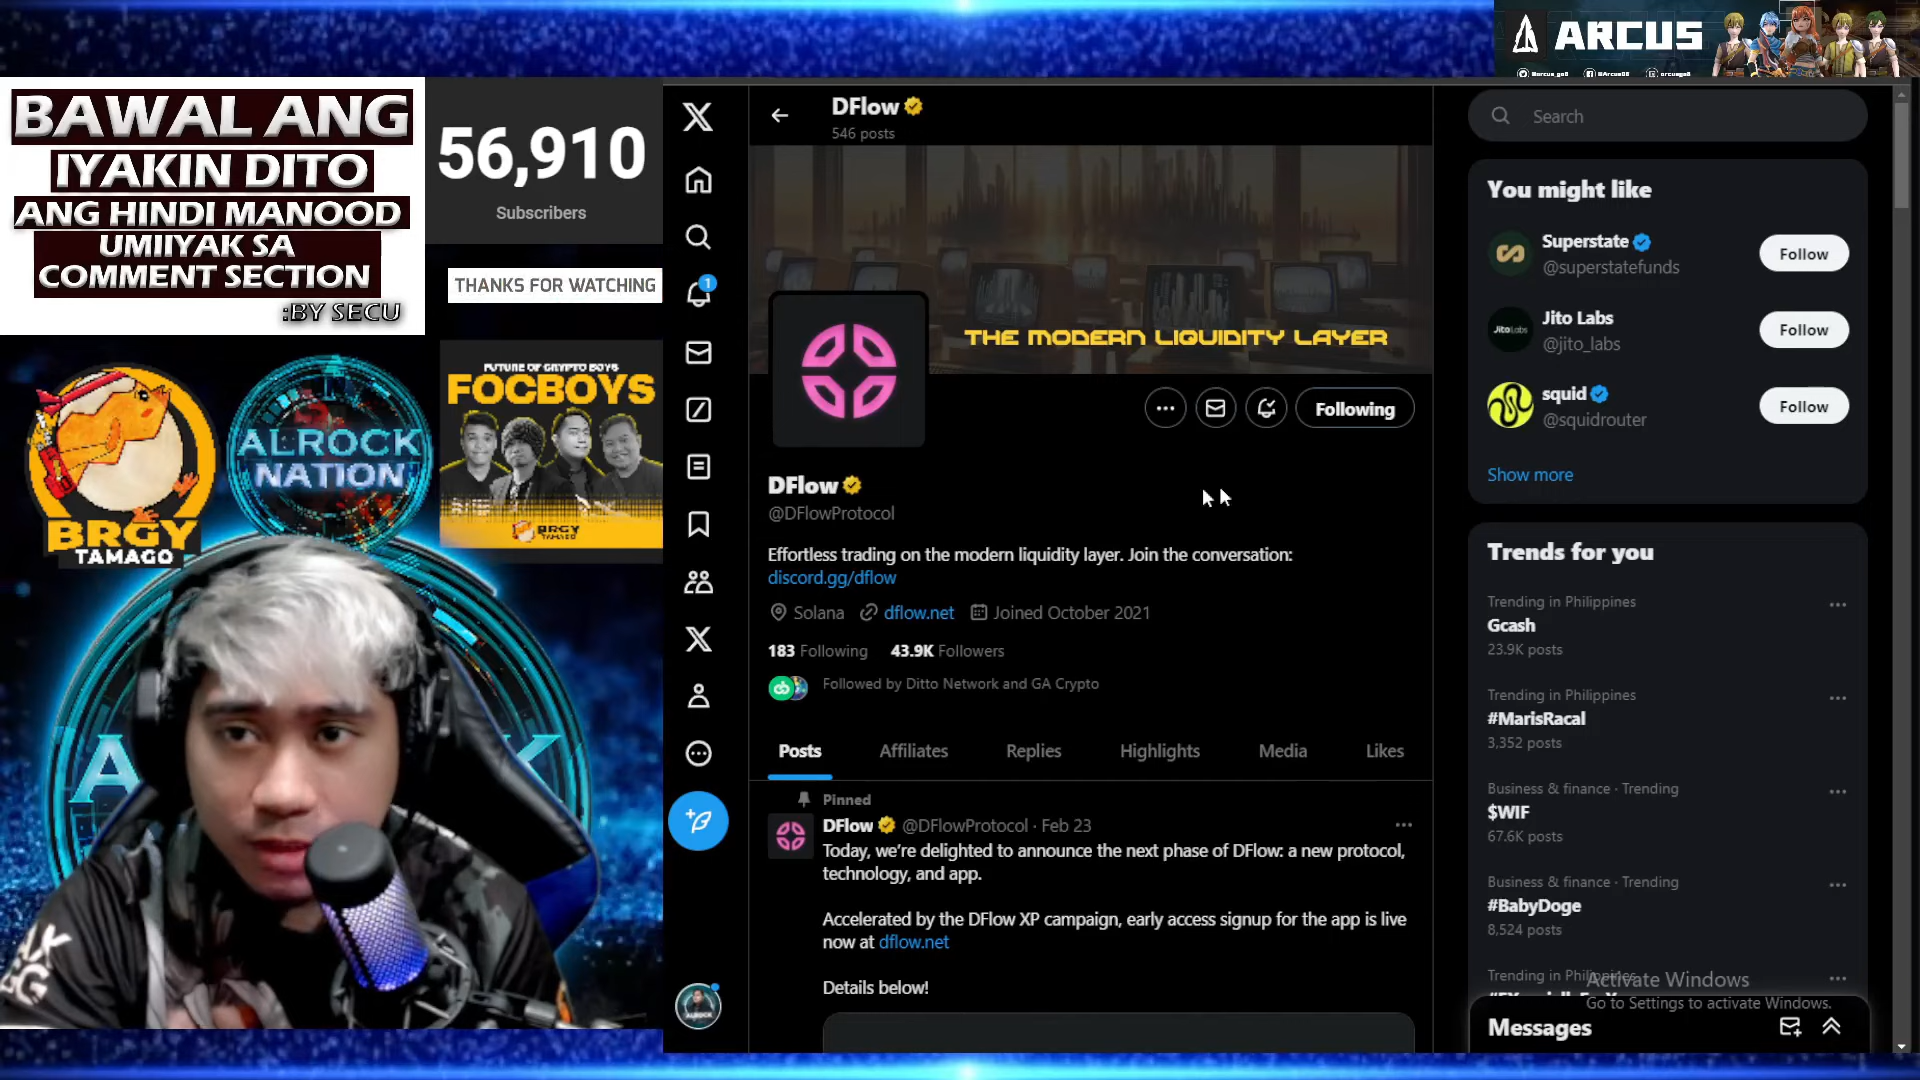 ARCUS
BAWAL ANG
IYAKIN DITO
ANG HINDI MANOOD
UMIIYAK SA
COMMENT SECTION
:BY SECU
56,910
Subscribers
THANKS FOR WATCHING
BRGY
TAMAGO
ALROCK
NATION
FUTURE OF CRYPTO BOYS
FOCBOYS
BRGY
TAMAGO
DFlow
546 posts
THE MODERN LIQUIDITY LAYER
1
Following
DFlow
@DFlowProtocol
Effortless trading on the modern liquidity layer. Join the conversation:
discord.gg/dflow
Solana dflow.net Joined October 2021
183 Following 43.9K Followers
Followed by Ditto Network and GA Crypto
Posts Affiliates Replies Highlights Media Likes
Pinned
DFlow @DFlowProtocol · Feb 23
Today, we're delighted to announce the next phase of DFlow: a new protocol,
technology, and app.
Accelerated by the DFlow XP campaign, early access signup for the app is live
now at dflow.net
Details below!
Search
You might like
Superstate
@superstatefunds
Follow
JitoLabs
Jito Labs
@jito_labs
Follow
squid
@squidrouter
Follow
Show more
Trends for you
Trending in Philippines
Gcash
23.9K posts
Trending in Philippines
#MarisRacal
3,352 posts
Business & finance · Trending
$WIF
67.6K posts
Business & finance · Trending
#BabyDoge
8,524 posts
Trending in Philippines
Activate Windows
Go to Settings to activate Windows.
Messages